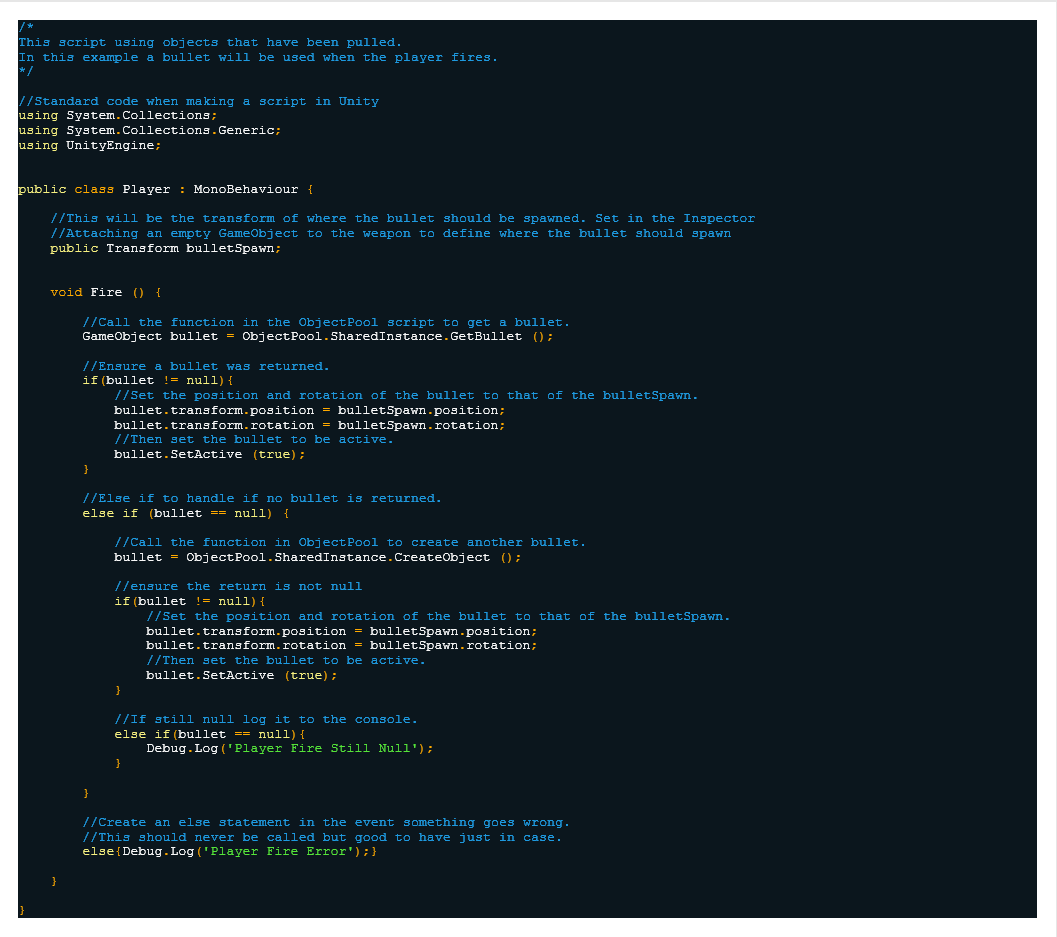 /*
This script using objects that have been pulled.
In this example a bullet will be used when the player fires.
*/
//Standard code when making a script in Unity
using System.Collections;
using System.Collections.Generic;
using UnityEngine;
public class Player : MonoBehaviour {
//This will be the transform of where the bullet should be spawned. Set in the Inspector
//Attaching an empty GameObject to the weapon to define where the bullet should spawn
public Transform bulletSpawn;
void Fire () {
//Call the function in the ObjectPool script to get a bullet.
GameObject bullet = ObjectPool.SharedInstance.GetBullet ();
//Ensure a bullet was returned.
if(bullet != null){
//Set the position and rotation of the bullet to that of the bulletSpawn.
bullet.transform.position = bulletSpawn.position;
bullet.transform.rotation = bulletSpawn.rotation;
//Then set the bullet to be active.
bullet.SetActive (true);
}
//Else if to handle if no bullet is returned.
else if (bullet == null) {
//Call the function in ObjectPool to create another bullet.
bullet = ObjectPool.SharedInstance.CreateObject ();
//ensure the return is not null
if(bullet != null){
//Set the position and rotation of the bullet to that of the bulletSpawn.
bullet.transform.position = bulletSpawn.position;
bullet.transform.rotation = bulletSpawn.rotation;
//Then set the bullet to be active.
bullet.SetActive (true);
}
//If still null log it to the console.
else if(bullet == null){
Debug.Log('Player Fire Still Null');
}
}
//Create an else statement in the event something goes wrong.
//This should never be called but good to have just in case.
else{Debug.Log('Player Fire Error');}
}
}